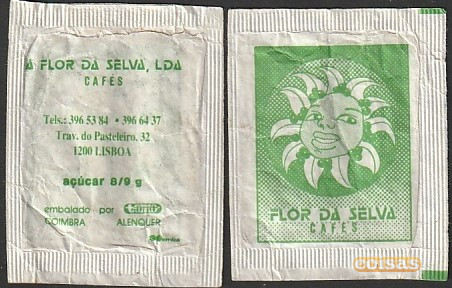 A FLOR DA SELVA, LDA
CAFÉS
Tels.: 396 53 84 • 396 64 37
Trav. do Pasteleiro, 32
1200 LISBOA
açúcar 8/9 g
embalado por
COIMBRA ALENQUER
FLOR DA SELVA
CAFÉS
coisas